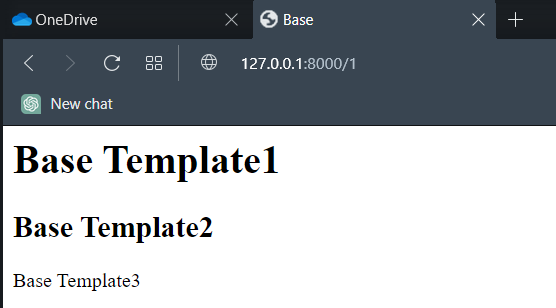 OneDrive
Base
127.0.0.1:8000/1
New chat
Base Template1
Base Template2
Base Template3